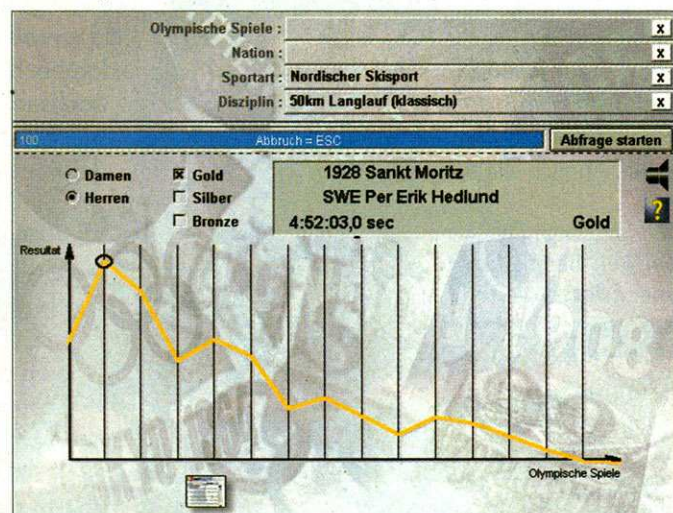 Olympische Spiele : x
Nation : x
Sportart : Nordischer Skisport x
Disziplin : 50km Langlauf (klassisch) x
100 Abbruch = ESC Abfrage starten
Damen Gold
Herren Silber
Bronze
1928 Sankt Moritz
SWE Per Erik Hedlund
4:52:03,0 sec Gold
?
Resultat
Olympische Spiele